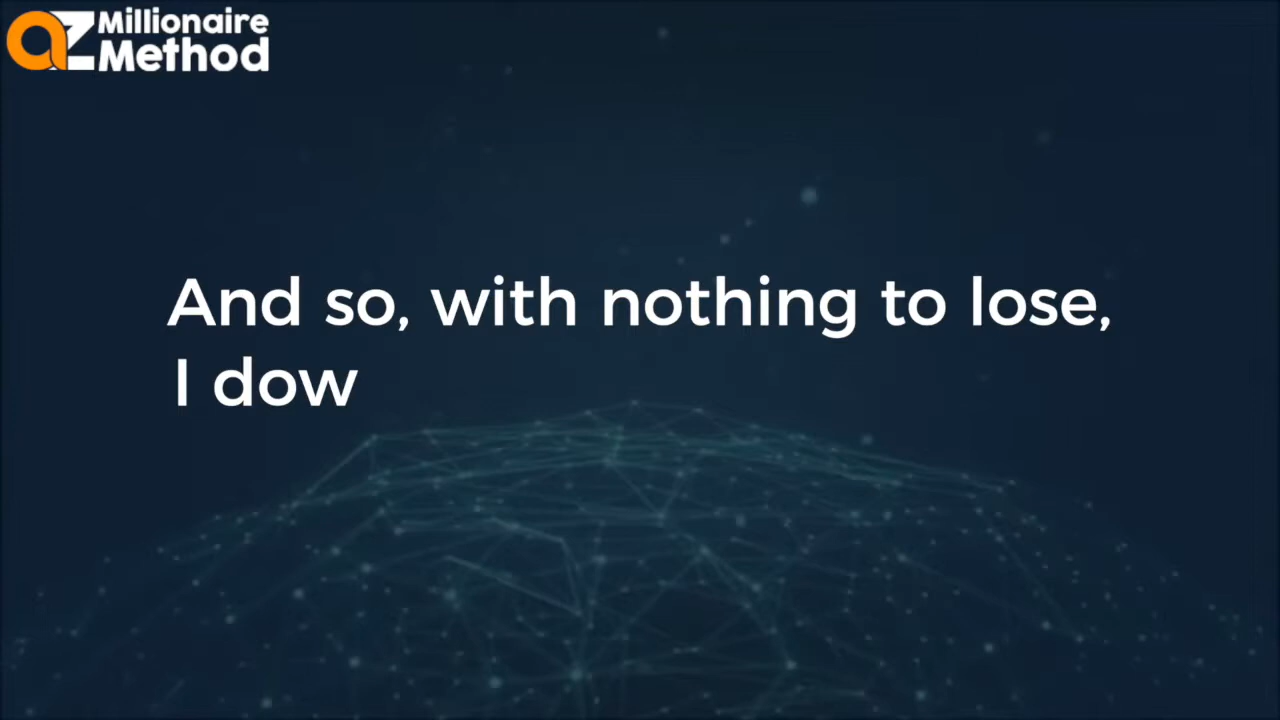 az Millionaire
Method
And so, with nothing to lose,
I dow